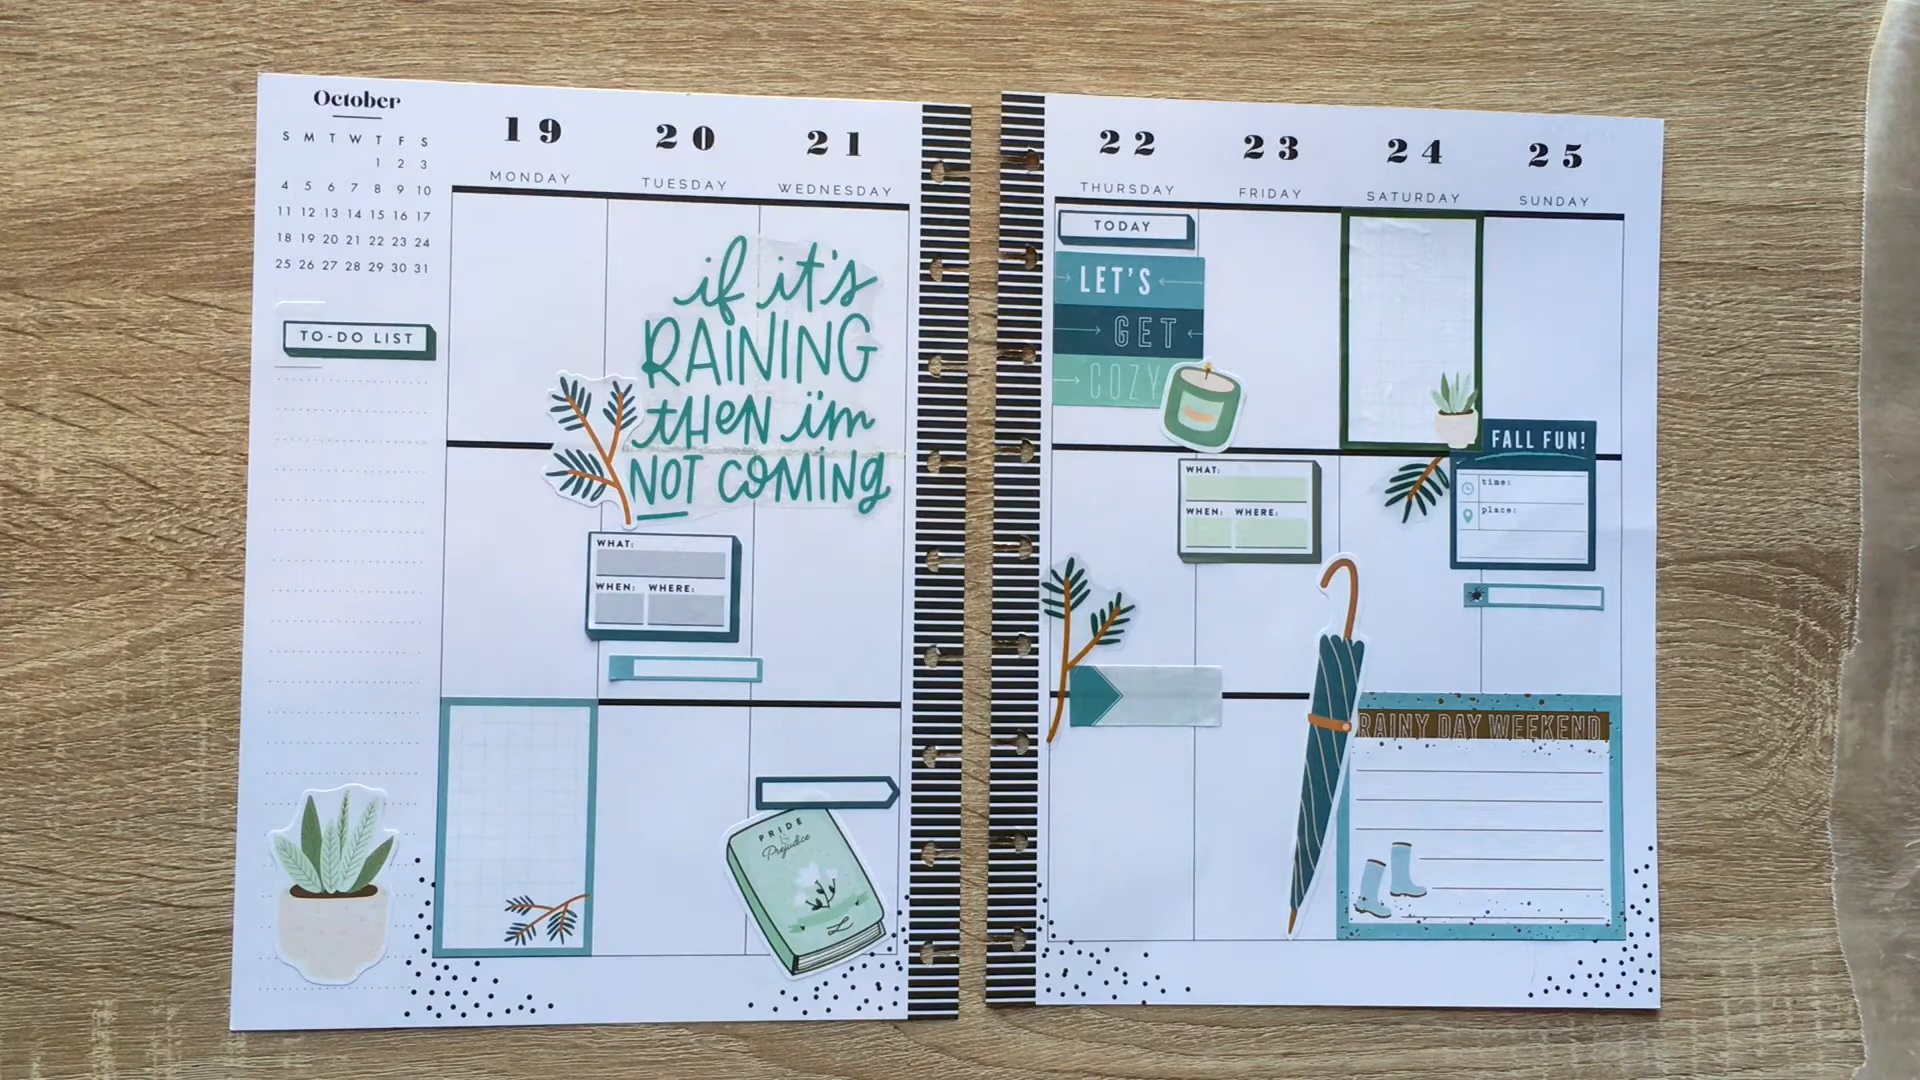 October
S M T W T F S
1 2 3
4 5 6 7 8 9 10
11 12 13 14 15 16 17
18 19 20 21 22 23 24
25 26 27 28 29 30 31
TO-DO LIST
19
MONDAY
20
TUESDAY
21
WEDNESDAY
if it's
RAINING
tHEN i'm
NOT COMING
WHAT:
WHEN: WHERE:
PRIDE
&
Prejudice
22
THURSDAY
23
FRIDAY
24
SATURDAY
25
SUNDAY
TODAY
LET'S
GET
COZY
WHAT:
WHEN: WHERE:
FALL FUN!
time:
place:
RAINY DAY WEEKEND